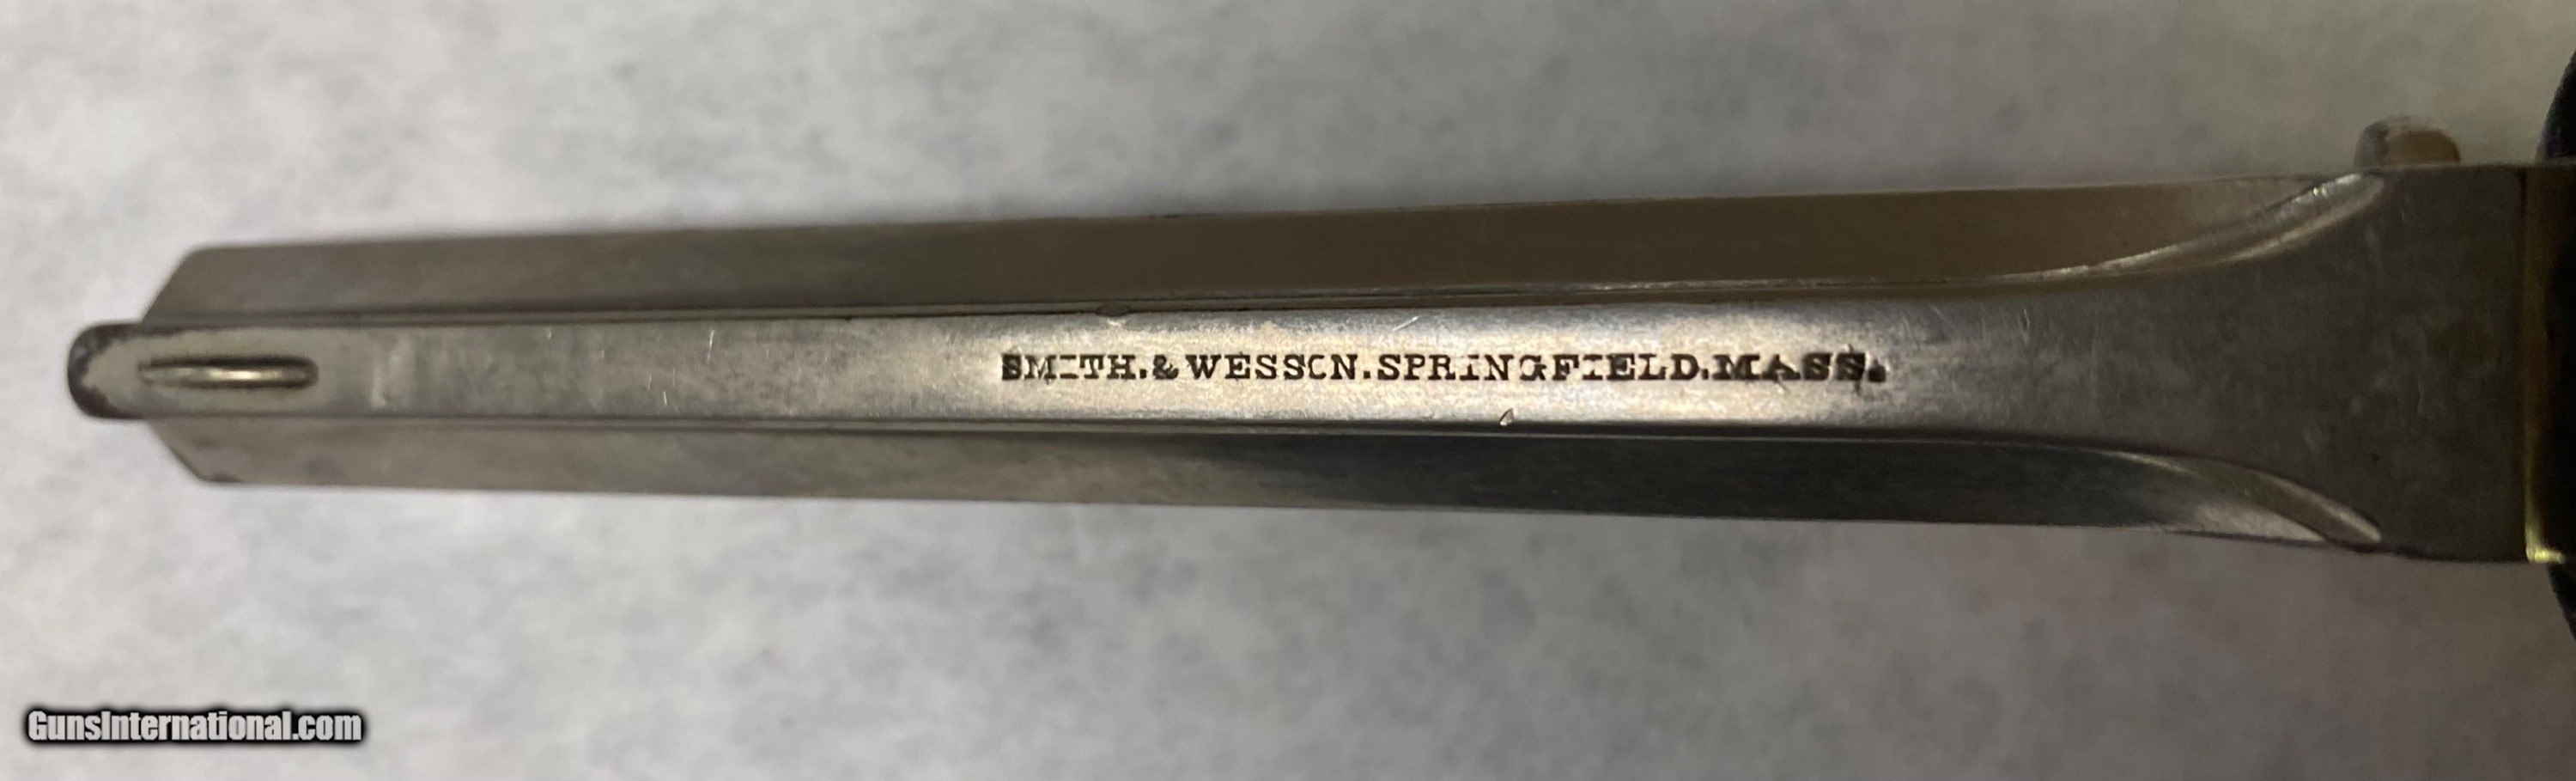 SMITH.& WESSON.SPRINGFIELD.MASS.
GunsInternational.com